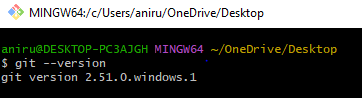 MINGW64:/c/Users/aniru/OneDrive/Desktop
aniru@DESKTOP-PC3AJGH MINGW64 ~/OneDrive/Desktop
$ git --version
git version 2.51.0.windows.1